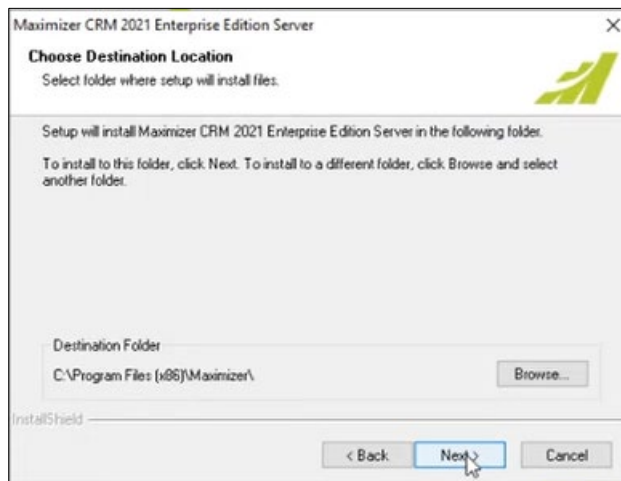 Maximizer CRM 2021 Enterprise Edition Server
Choose Destination Location
Select folder where setup will install files.
Setup will install Maximizer CRM 2021 Enterprise Edition Server in the following folder.
To install to this folder, click Next. To install to a different folder, click Browse and select
another folder.
Destination Folder
C:\Program Files (x86)\Maximizer\
Browse...
InstallShield
< Back
Next >
Cancel